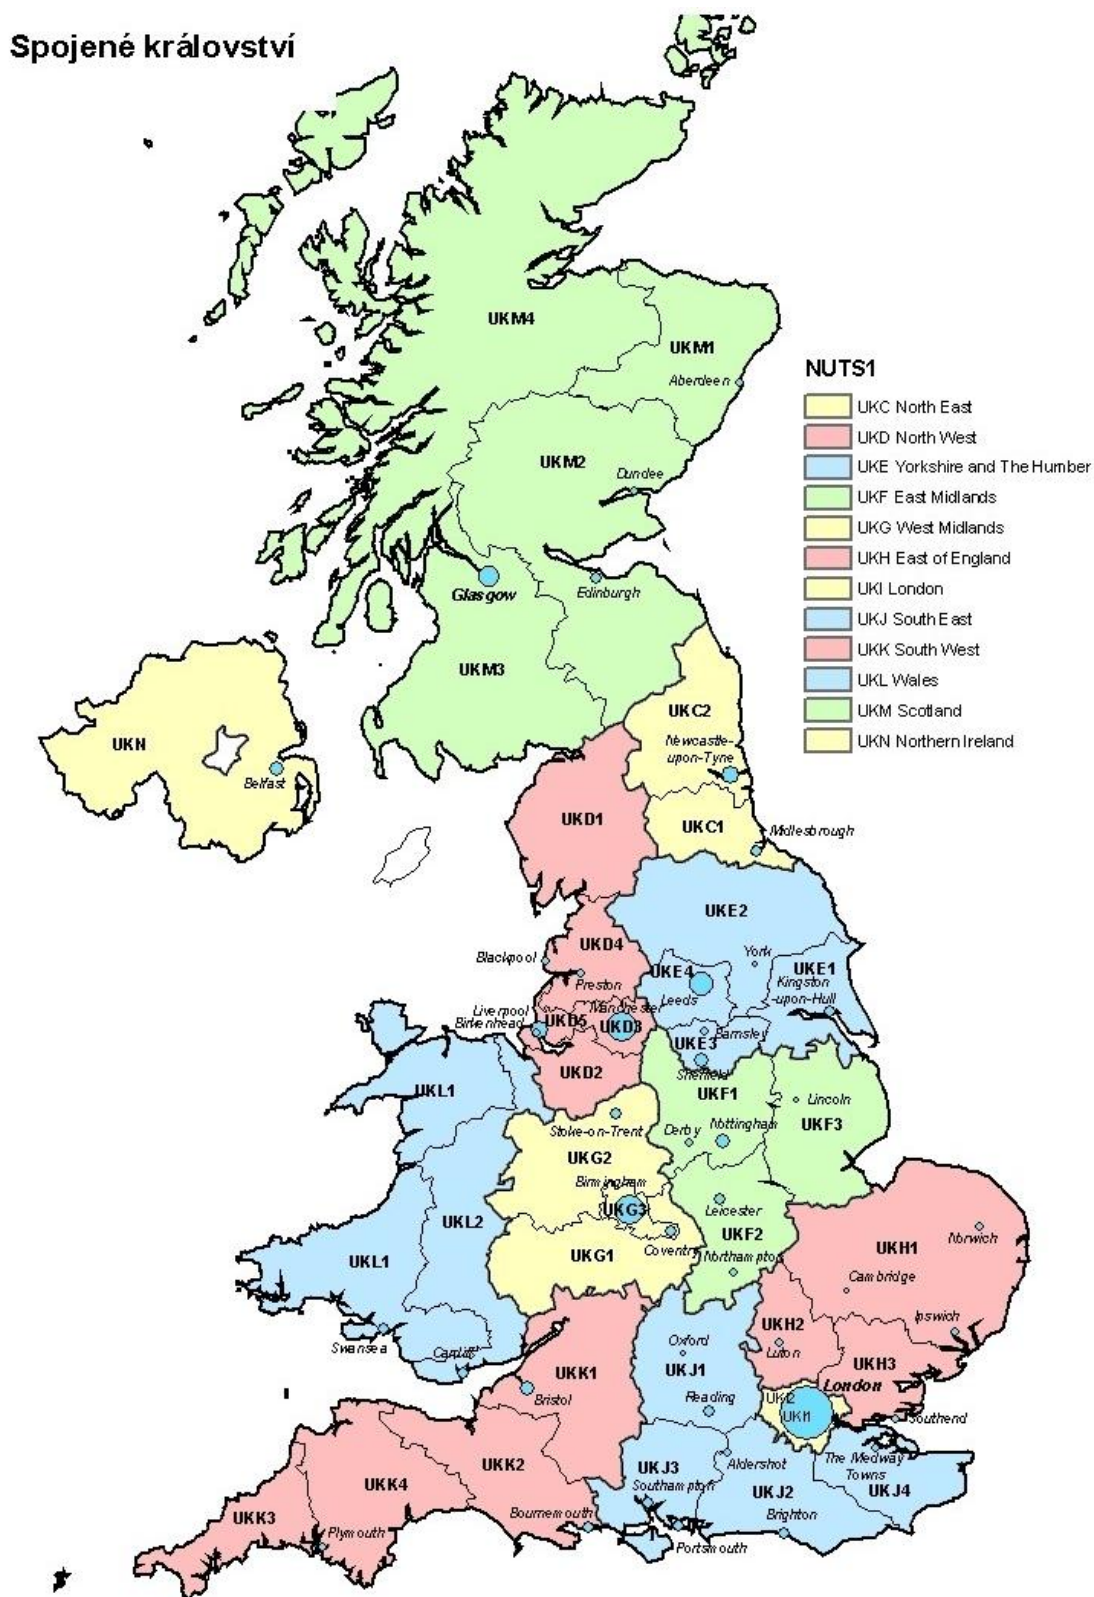 Spojené království
UKM4
UKM1
Aberdeen
NUTS1
UKC North East
UKD North West
UKE Yorkshire and The Humber
UKF East Midlands
UKG West Midlands
UKH East of England
UKI London
UKJ South East
UKK South West
UKL Wales
UKM Scotland
UKN Northern Ireland
UKM2
Dundee
Glasgow
Edinburgh
UKM3
UKC2
Newcastle-
upon-Tyne
UKN
Belfast
UKD1
UKC1
Midlesbrough
UKE2
UKD4
Blackpool
Preston
York
UKE4
Leeds
UKE1
Kingston
-upon-Hull
Liverpool
Birkenhead
UKD5
Manchester
UKD3
Barnsley
UKE3
Sheffield
UKD2
UKL1
UKF1
Lincoln
UKF3
Stoke-on-Trent
Derby
Nottingham
UKG2
Birmingham
UKG3
Leicester
UKL2
UKF2
Coventry
Northampton
UKH1
Norwich
UKL1
UKG1
Cambridge
Ipswich
Swansea
Cardiff
UKH2
Luton
Oxford
UKJ1
UKH3
UKK1
Bristol
Reading
London
UKI2
UKI1
Southend
UKK2
UKJ3
Southampton
Aldershot
The Medway
Towns
UKJ2
UKJ4
UKK4
UKK3
Plymouth
Bournemouth
Brighton
Portsmouth